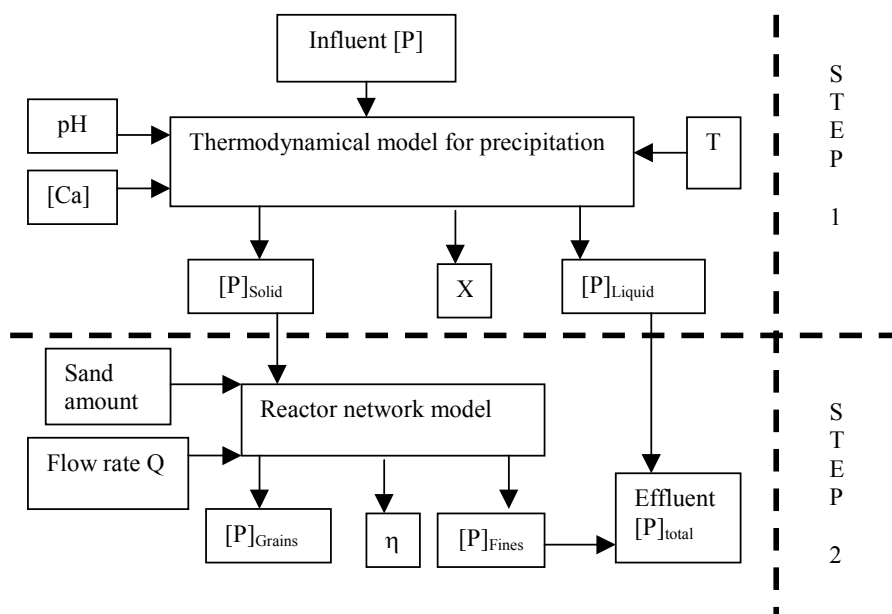 Influent [P]
pH
Thermodynamical model for precipitation
T
[Ca]
[P]Solid
X
[P]Liquid
S
T
E
P
1
Sand
amount
Reactor network model
Flow rate Q
[P]Grains
η
[P]Fines
Effluent
[P]total
S
T
E
P
2